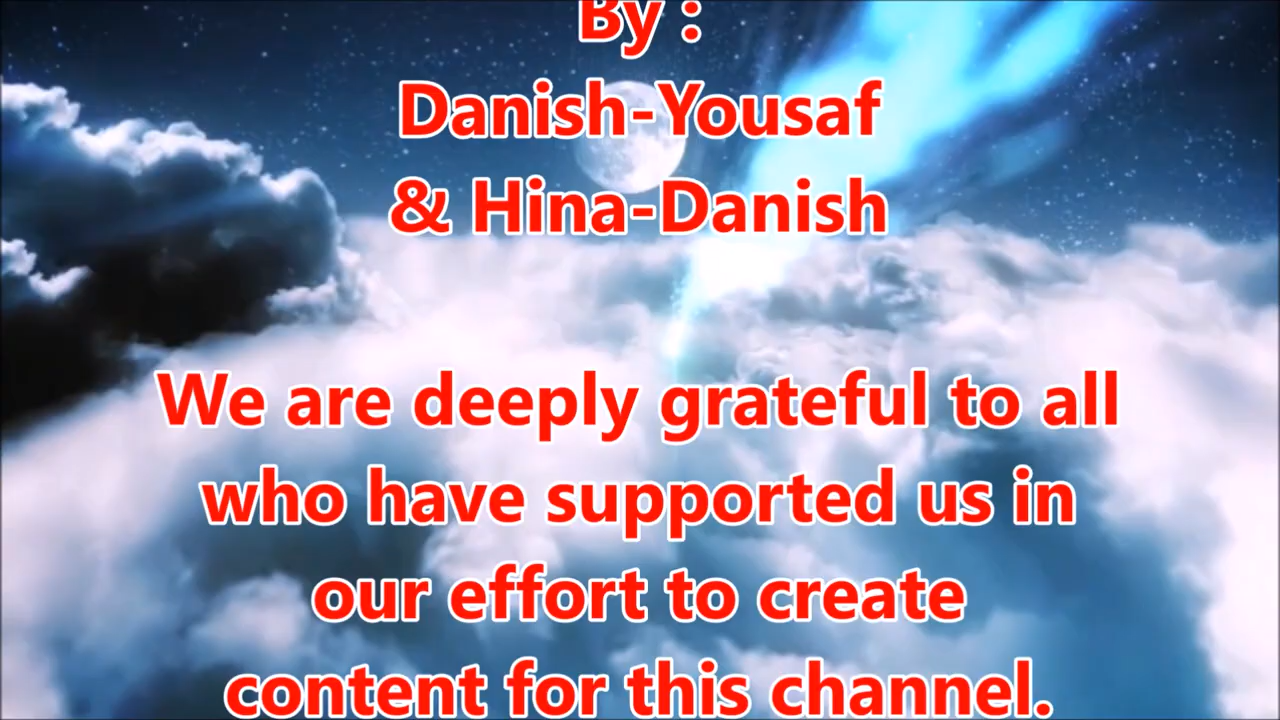 By :
Danish-Yousaf
& Hina-Danish
We are deeply grateful to all
who have supported us in
our effort to create
content for this channel.